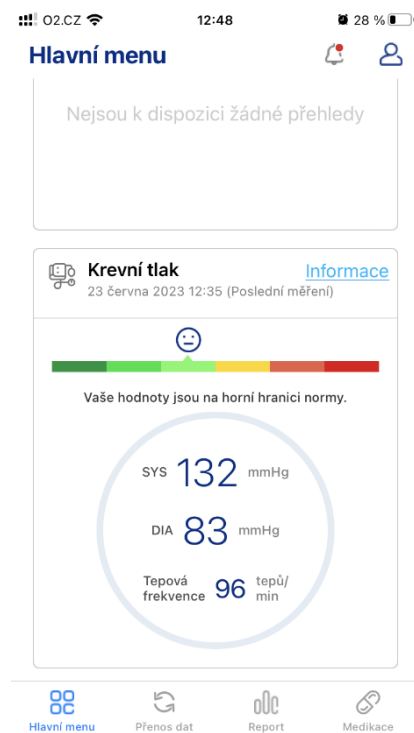 O2.CZ 12:48 28 %
Hlavní menu
Nejsou k dispozici žádné přehledy
Krevní tlak Informace
23 června 2023 12:35 (Poslední měření)
Vaše hodnoty jsou na horní hranici normy.
SYS 132 mmHg
DIA 83 mmHg
Tepová frekvence 96 tepů/min
Hlavní menu Přenos dat Report Medikace